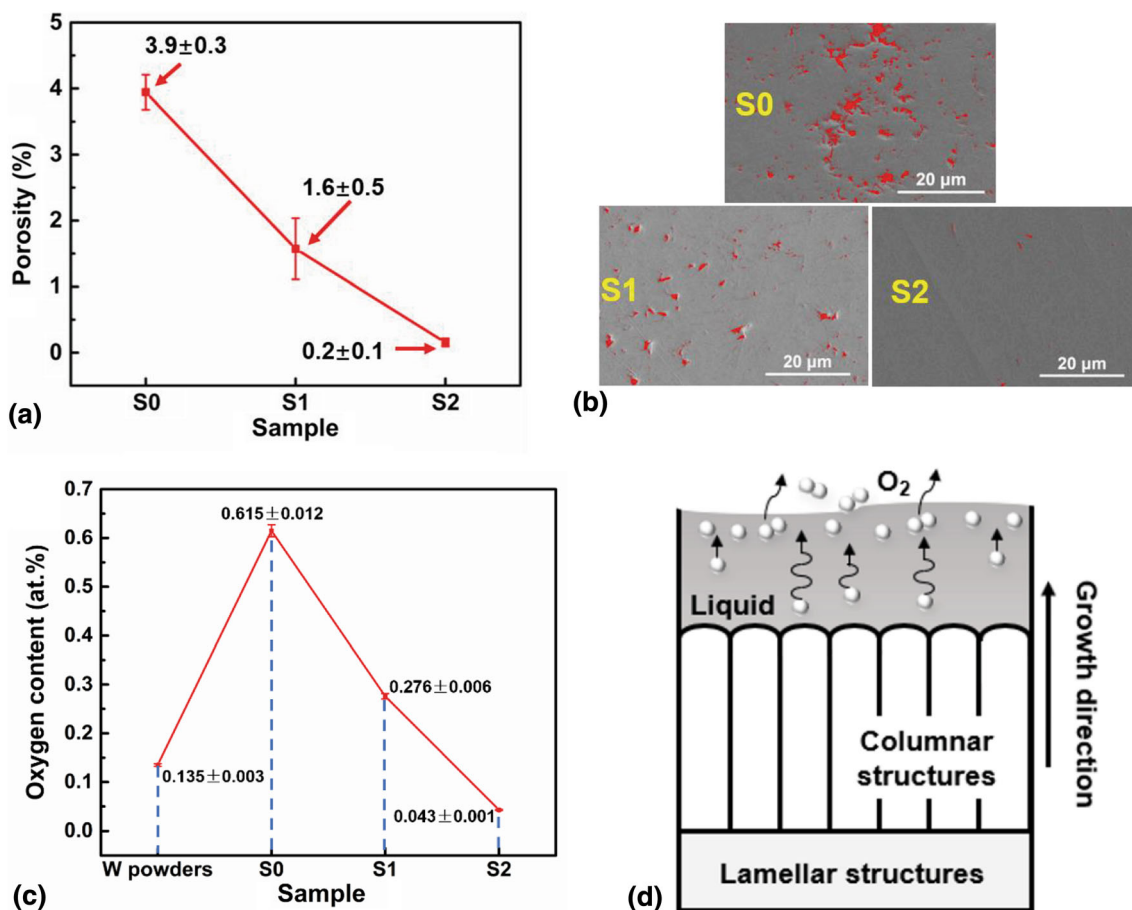 3.9±0.3
1.6±0.5
0.2±0.1
5
4
3
2
1
0
Porosity (%)
S0 S1 S2
Sample
(a)
S0
20 μm
S1
20 μm
S2
20 μm
(b)
0.7
0.6
0.5
0.4
0.3
0.2
0.1
0.0
Oxygen content (at.%)
0.615±0.012
0.276±0.006
0.135±0.003
0.043±0.001
W powders S0 S1 S2
Sample
(c)
O₂
Liquid
Columnar
structures
Lamellar structures
Growth direction
(d)